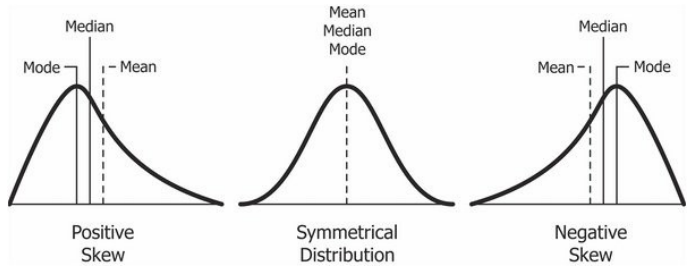 Median
Mode
Mean
Positive
Skew
Mean
Median
Mode
Symmetrical
Distribution
Median
Mean
Mode
Negative
Skew